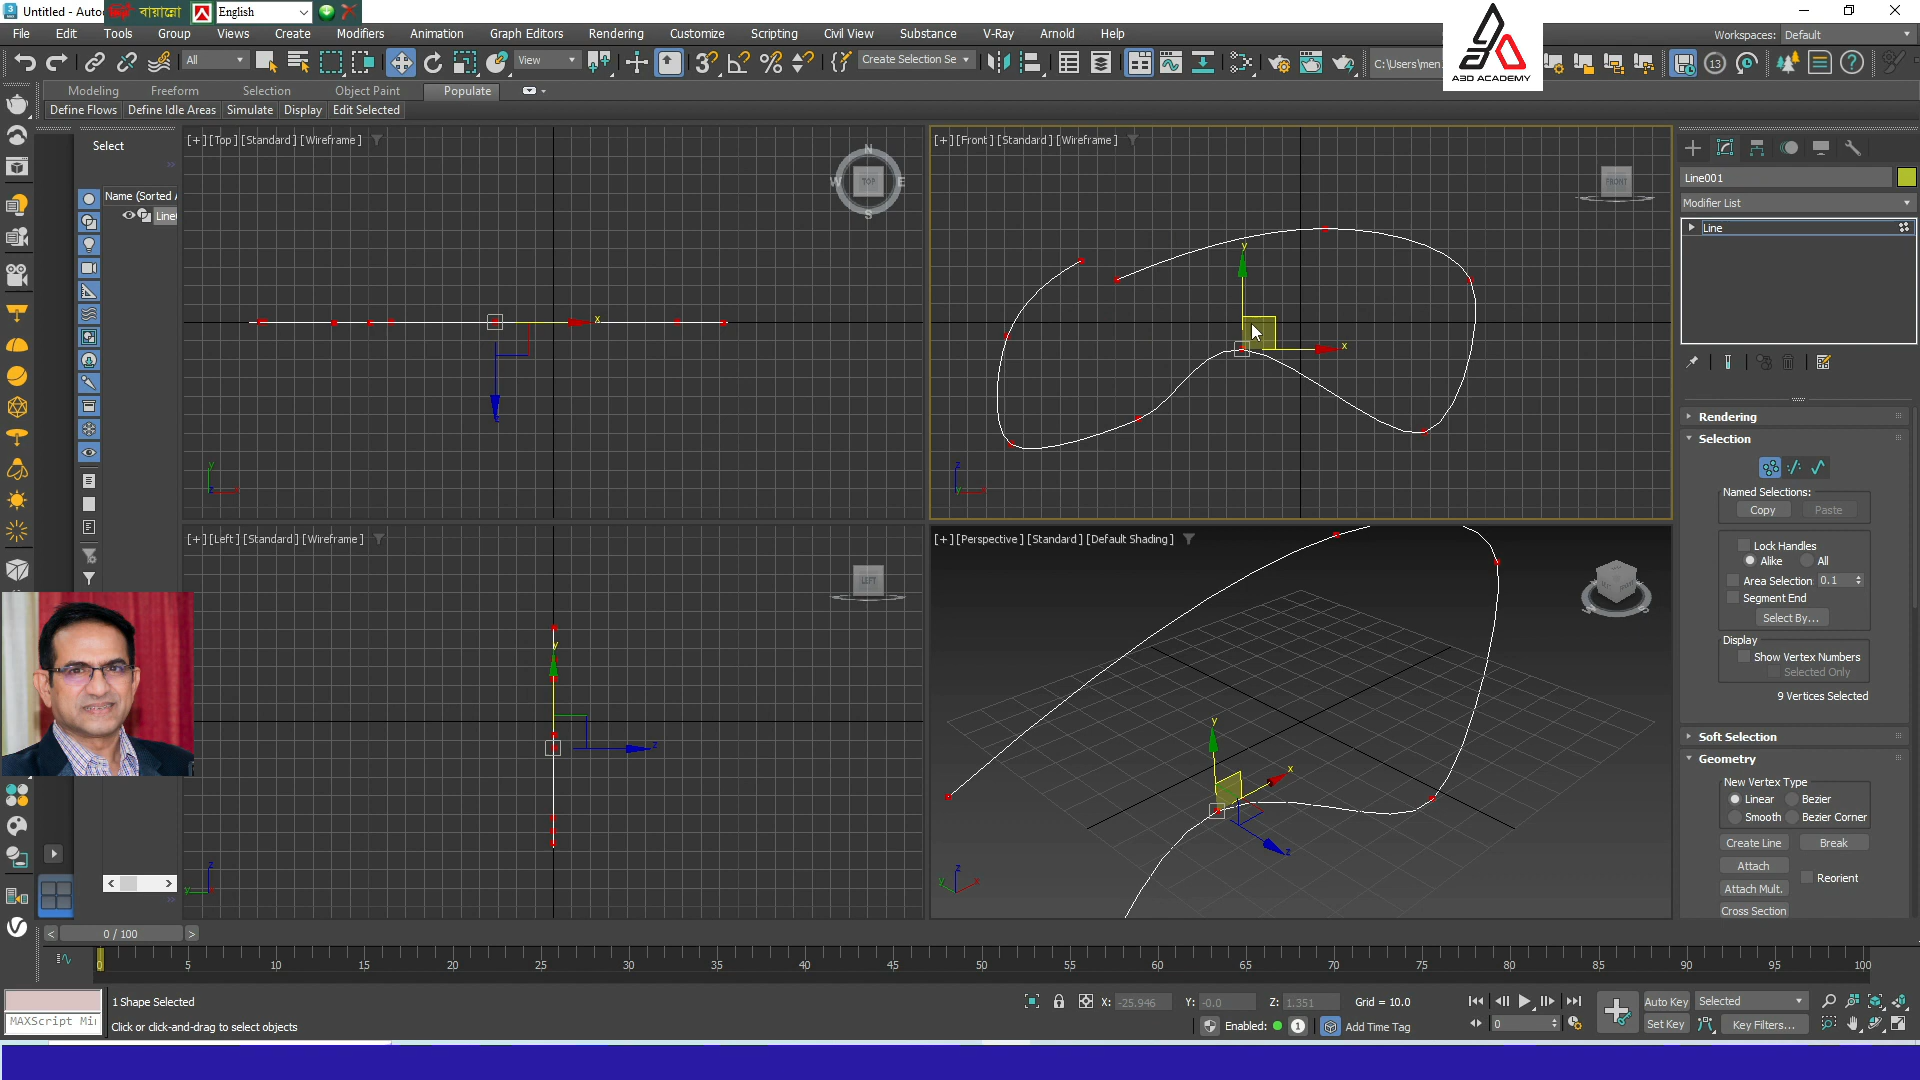 Untitled - Auto
বায়ান্নো
English
File Edit Tools Group Views Create Modifiers Animation Graph Editors Rendering Customize Scripting Civil View Substance V-Ray Arnold Help
Workspaces: Default
All
View
Create Selection Se
C:\Users\men
13
A3D ACADEMY
Modeling Freeform Selection Object Paint Populate
Define Flows Define Idle Areas Simulate Display Edit Selected
Select
Name (Sorted A
Line
[+] [Top] [Standard] [Wireframe]
N
W TOP E
S
x
[+] [Front] [Standard] [Wireframe]
FRONT
y
x
z
[+] [Left] [Standard] [Wireframe]
LEFT
y
z
z
y
[+] [Perspective] [Standard] [Default Shading]
y
x
z
z
y x
Line001
Modifier List
Line
Rendering
Selection
Named Selections:
Copy Paste
Lock Handles
Alike All
Area Selection 0.1
Segment End
Select By...
Display
Show Vertex Numbers
Selected Only
9 Vertices Selected
Soft Selection
Geometry
New Vertex Type
Linear Bezier
Smooth Bezier Corner
Create Line Break
Attach
Reorient
Attach Mult.
Cross Section
< 0 / 100 >
0 5 10 15 20 25 30 35 40 45 50 55 60 65 70 75 80 85 90 95 100
1 Shape Selected
MAXScript Mi
Click or click-and-drag to select objects
X: -25.946 Y: -0.0 Z: 1.351 Grid = 10.0
Enabled: 1 Add Time Tag
0
Auto Key Selected
Set Key Key Filters...